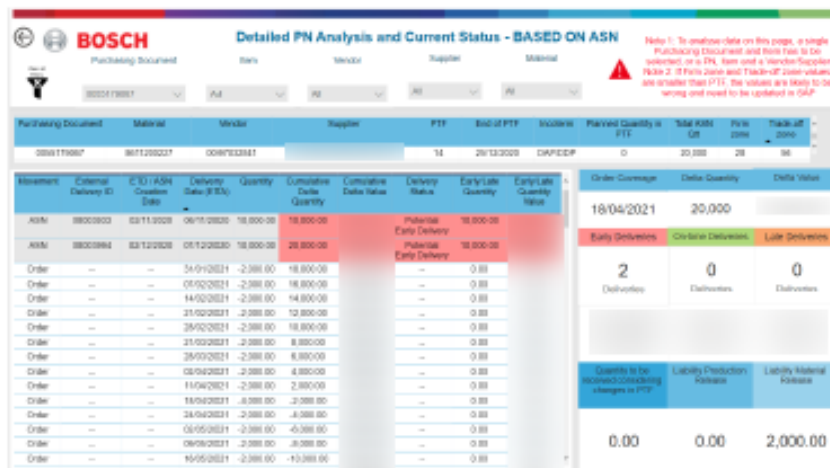 BOSCH
Detailed PN Analysis and Current Status - BASED ON ASN
Purchasing Document Item Vendor Supplier Material
All All All All
Note 1: To analyse data on this page, a single
Purchasing Document and Item has to be
selected, or a PN, Item and a Vendor/Supplier
Note 2: If Firm zone and Trade-off zone values
are smaller than PTF, the values are likely to be
wrong and need to be updated in SAP
Purchasing Document Material Vendor Supplier PTF End of PTF Incoterm Planned Quantity in PTF Total ASN Firm zone Trade-off zone
14 0 20,000 28 56
Movement External Delivery ID ETD / ASN Creation Date Delivery Date Quantity Cumulative Delta Quantity Cumulative Delta Value Delivery Status Early/Late Quantity Early/Late Quantity Value
ASN 02/11/2020 06/11/2020 10,000.00 10,000.00 Potential Early Delivery 10,000.00
ASN 02/12/2020 07/12/2020 10,000.00 20,000.00 Potential Early Delivery 10,000.00
Order -- -- 31/01/2021 -2,000.00 18,000.00 -- 0.00
Order -- -- 07/02/2021 -2,000.00 16,000.00 -- 0.00
Order -- -- 14/02/2021 -2,000.00 14,000.00 -- 0.00
Order -- -- 21/02/2021 -2,000.00 12,000.00 -- 0.00
Order -- -- 28/02/2021 -2,000.00 10,000.00 -- 0.00
Order -- -- 21/03/2021 -2,000.00 8,000.00 -- 0.00
Order -- -- 28/03/2021 -2,000.00 6,000.00 -- 0.00
Order -- -- -2,000.00 4,000.00 -- 0.00
Order -- -- 11/04/2021 -2,000.00 2,000.00 -- 0.00
Order -- -- 18/04/2021 -4,000.00 -2,000.00 -- 0.00
Order -- -- -2,000.00 -4,000.00 -- 0.00
Order -- -- 02/05/2021 -2,000.00 -6,000.00 -- 0.00
Order -- -- 09/05/2021 -2,000.00 -8,000.00 -- 0.00
Order -- -- 16/05/2021 -2,000.00 -10,000.00 -- 0.00
Order Coverage Delta Quantity Delta Value
18/04/2021 20,000
Early Deliveries On-time Deliveries Late Deliveries
2 0 0
Deliveries Deliveries Deliveries
Quantity to be received considering changes in PTF Liability Production Release Liability Material Release
0.00 0.00 2,000.00